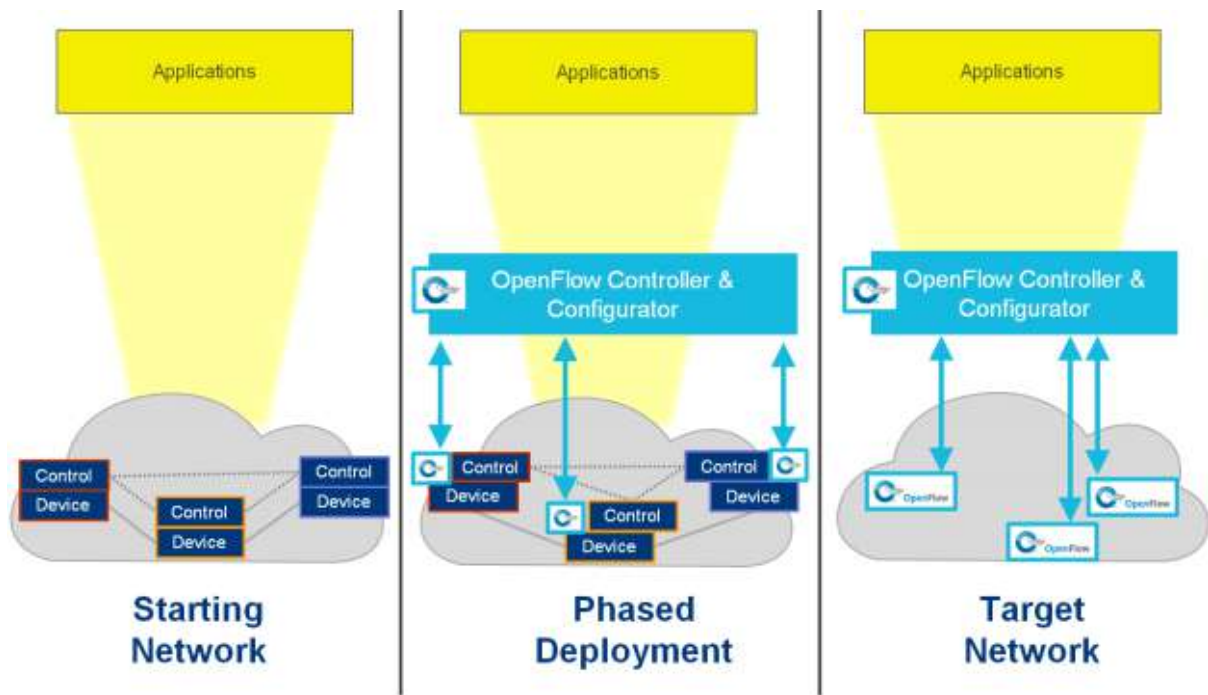 Applications
Control
Device
Control
Device
Control
Device
Starting
Network
Applications
OpenFlow Controller &
Configurator
Control
Device
Control
Device
Control
Device
Phased
Deployment
Applications
OpenFlow Controller &
Configurator
OpenFlow
OpenFlow
OpenFlow
Target
Network